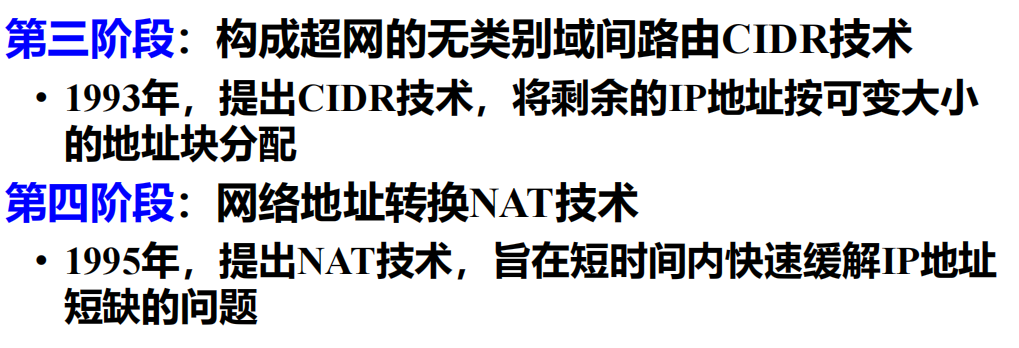 第三阶段：构成超网的无类别域间路由CIDR技术
• 1993年，提出CIDR技术，将剩余的IP地址按可变大小
的地址块分配
第四阶段：网络地址转换NAT技术
• 1995年，提出NAT技术，旨在短时间内快速缓解IP地址
短缺的问题